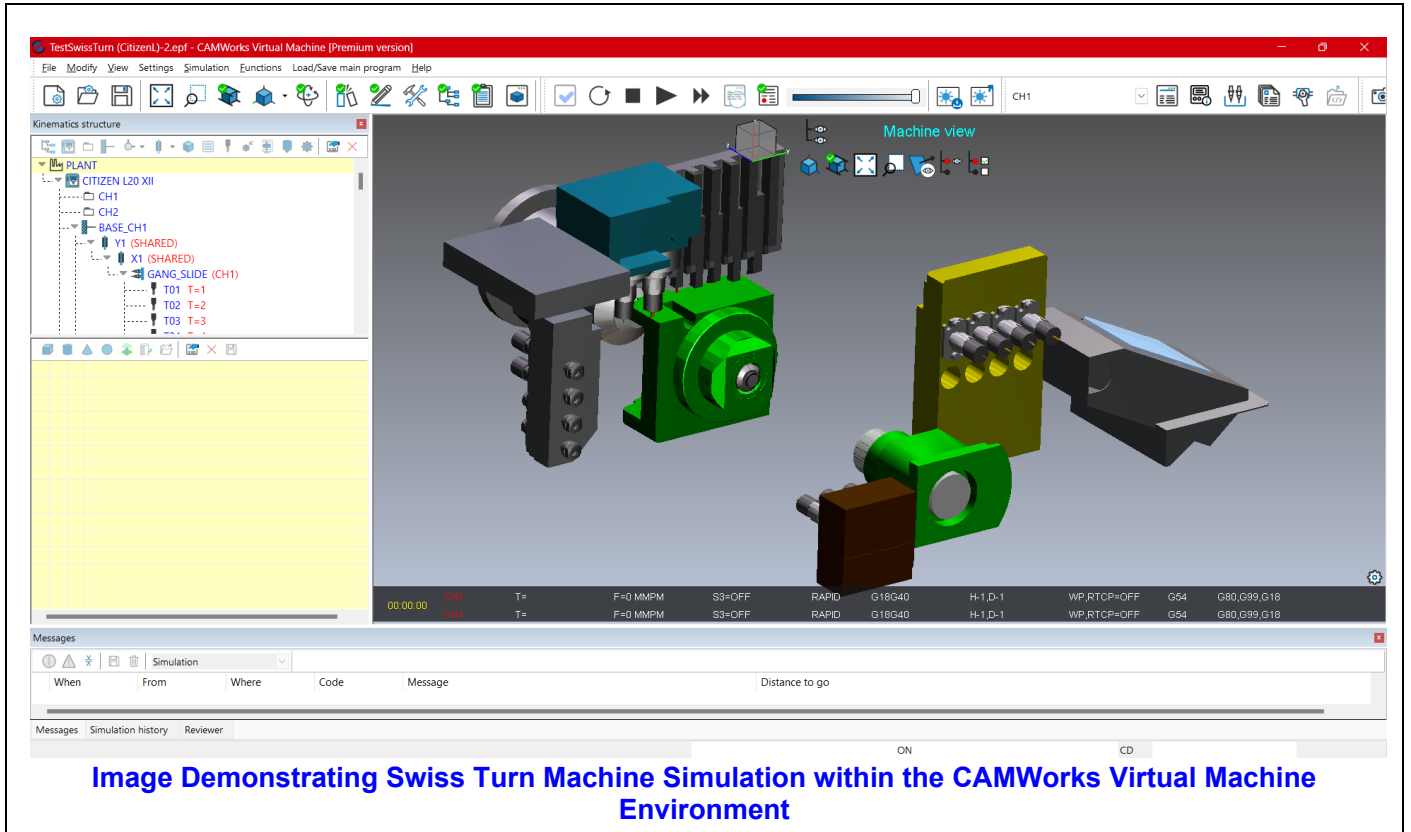 TestSwissTurn (CitizenL)-2.epf - CAMWorks Virtual Machine [Premium version]
File Modify View Settings Simulation Functions Load/Save main program Help
CH1
Kinematics structure
PLANT
CITIZEN L20 XII
CH1
CH2
BASE_CH1
Y1 (SHARED)
X1 (SHARED)
GANG_SLIDE (CH1)
T01 T=1
T02 T=2
T03 T=3
Machine view
00:00:00
CH2 T= F=0 MMPM S3=OFF RAPID G18G40 H-1,D-1 WP,RTCP=OFF G54 G80,G99,G18
CH1 T= F=0 MMPM S3=OFF RAPID G18G40 H-1,D-1 WP,RTCP=OFF G54 G80,G99,G18
Messages
Simulation
When From Where Code Message Distance to go
Messages Simulation history Reviewer
ON CD
Image Demonstrating Swiss Turn Machine Simulation within the CAMWorks Virtual Machine
Environment